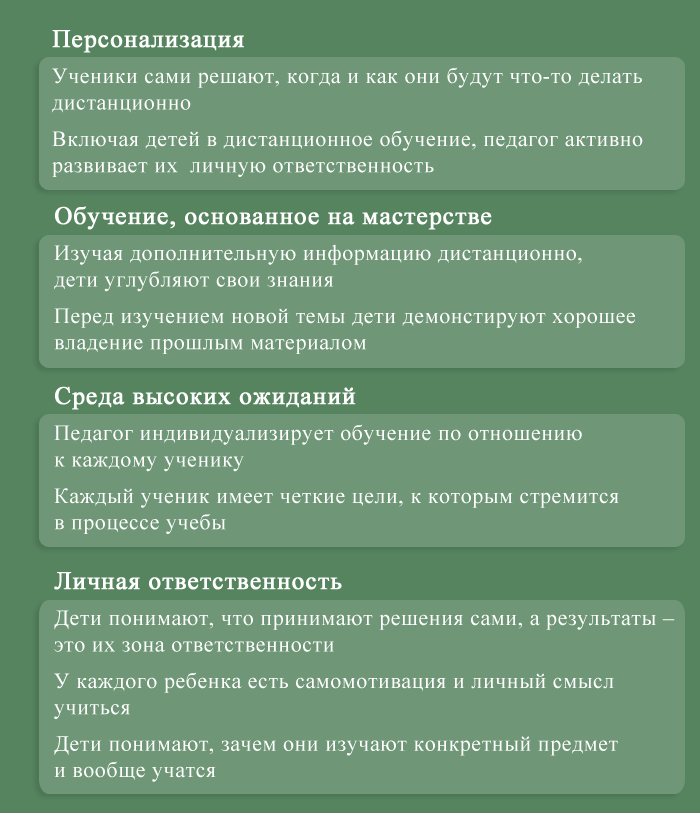 Персонализация
Ученики сами решают, когда и как они будут что-то делать
дистанционно
Включая детей в дистанционное обучение, педагог активно
развивает их личную ответственность
Обучение, основанное на мастерстве
Изучая дополнительную информацию дистанционно,
дети углубляют свои знания
Перед изучением новой темы дети демонстируют хорошее
владение прошлым материалом
Среда высоких ожиданий
Педагог индивидуализирует обучение по отношению
к каждому ученику
Каждый ученик имеет четкие цели, к которым стремится
в процессе учебы
Личная ответственность
Дети понимают, что принимают решения сами, а результаты –
это их зона ответственности
У каждого ребенка есть самомотивация и личный смысл
учиться
Дети понимают, зачем они изучают конкретный предмет
и вообще учатся